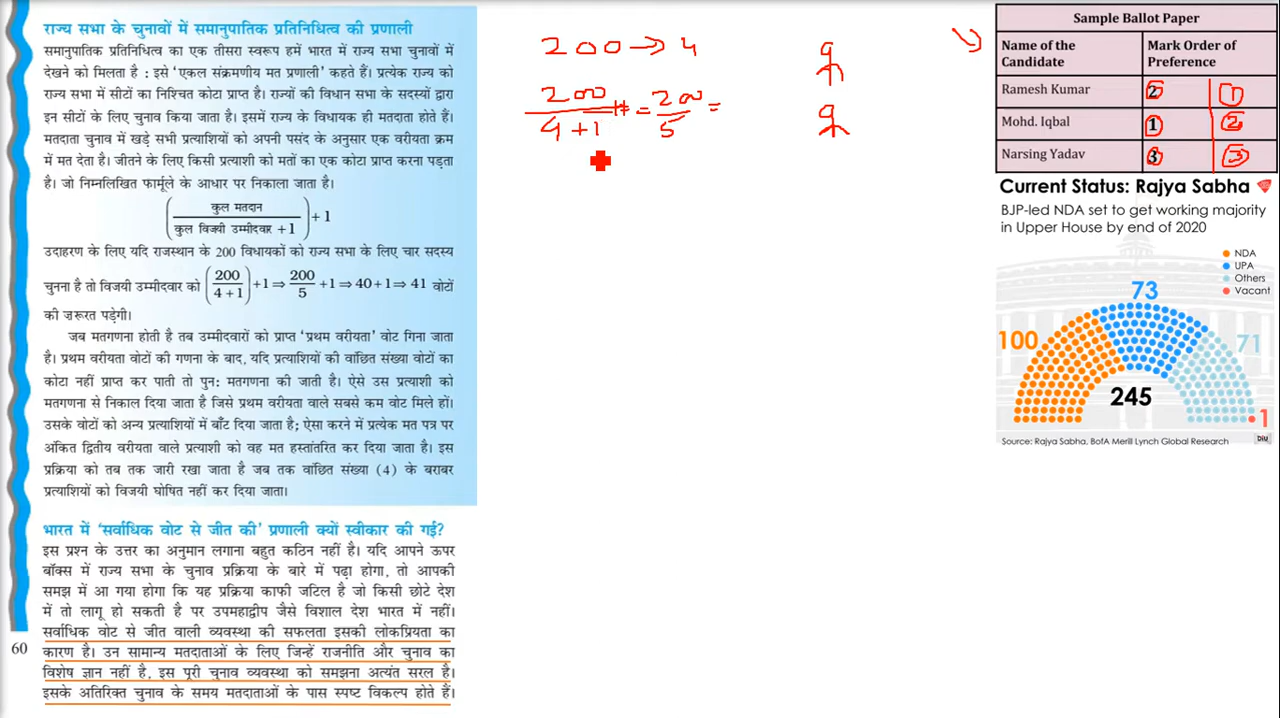 राज्य सभा के चुनावों में समानुपातिक प्रतिनिधित्व की प्रणाली
समानुपातिक प्रतिनिधित्व का एक तीसरा स्वरूप हमें भारत में राज्य सभा चुनावों में
देखने को मिलता है : इसे ‘एकल संक्रमणीय मत प्रणाली’ कहते हैं। प्रत्येक राज्य को
राज्य सभा में सीटों का निश्चित कोटा प्राप्त है। राज्यों की विधान सभा के सदस्यों द्वारा
इन सीटों के लिए चुनाव किया जाता है। इसमें राज्य के विधायक ही मतदाता होते हैं।
मतदाता चुनाव में खड़े सभी प्रत्याशियों को अपनी पसंद के अनुसार एक वरीयता क्रम
में मत देता है। जीतने के लिए किसी प्रत्याशी को मतों का एक कोटा प्राप्त करना पड़ता
है। जो निम्नलिखित फार्मूले के आधार पर निकाला जाता है।
(कुल मतदान / कुल विजयी उम्मीदवार +1) + 1
उदाहरण के लिए यदि राजस्थान के 200 विधायकों को राज्य सभा के लिए चार सदस्य
चुनना है तो विजयी उम्मीदवार को (200 / 4+1) +1 ⇒ 200 / 5 +1 ⇒ 40+1 ⇒ 41 वोटों
की ज़रूरत पड़ेगी।
जब मतगणना होती है तब उम्मीदवारों को प्राप्त ‘प्रथम वरीयता’ वोट गिना जाता
है। प्रथम वरीयता वोटों की गणना के बाद, यदि प्रत्याशियों की वांछित संख्या वोटों का
कोटा नहीं प्राप्त कर पाती तो पुन: मतगणना की जाती है। ऐसे उस प्रत्याशी को
मतगणना से निकाल दिया जाता है जिसे प्रथम वरीयता वाले सबसे कम वोट मिले हों।
उसके वोटों को अन्य प्रत्याशियों में बाँट दिया जाता है; ऐसा करने में प्रत्येक मत पत्र पर
अंकित द्वितीय वरीयता वाले प्रत्याशी को वह मत हस्तांतरित कर दिया जाता है। इस
प्रक्रिया को तब तक जारी रखा जाता है जब तक वांछित संख्या (4) के बराबर
प्रत्याशियों को विजयी घोषित नहीं कर दिया जाता।
भारत में ‘सर्वाधिक वोट से जीत की’ प्रणाली क्यों स्वीकार की गई?
इस प्रश्न के उत्तर का अनुमान लगाना बहुत कठिन नहीं है। यदि आपने ऊपर
बॉक्स में राज्य सभा के चुनाव प्रक्रिया के बारे में पढ़ा होगा, तो आपकी
समझ में आ गया होगा कि यह प्रक्रिया काफी जटिल है जो किसी छोटे देश
में तो लागू हो सकती है पर उपमहाद्वीप जैसे विशाल देश भारत में नहीं।
सर्वाधिक वोट से जीत वाली व्यवस्था की सफलता इसकी लोकप्रियता का
कारण है। उन सामान्य मतदाताओं के लिए जिन्हें राजनीति और चुनाव का
विशेष ज्ञान नहीं है, इस पूरी चुनाव व्यवस्था को समझना अत्यंत सरल है।
इसके अतिरिक्त चुनाव के समय मतदाताओं के पास स्पष्ट विकल्प होते हैं।
60
200 → 4
200 / 4+1 = 200 / 5 =
Sample Ballot Paper
Name of the Candidate Mark Order of Preference
Ramesh Kumar 2 1
Mohd. Iqbal 1 2
Narsing Yadav 3 3
Current Status: Rajya Sabha
BJP-led NDA set to get working majority
in Upper House by end of 2020
NDA
UPA
Others
Vacant
73
100
71
245
1
Source: Rajya Sabha, BofA Merill Lynch Global Research
DIU